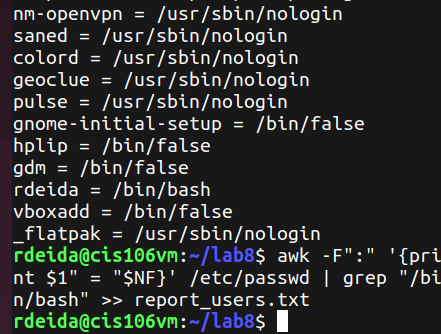 nm-openvpn = /usr/sbin/nologin
saned = /usr/sbin/nologin
colord = /usr/sbin/nologin
geoclue = /usr/sbin/nologin
pulse = /usr/sbin/nologin
gnome-initial-setup = /bin/false
hplip = /bin/false
gdm = /bin/false
rdeida = /bin/bash
vboxadd = /bin/false
_flatpak = /usr/sbin/nologin
rdeida@cis106vm:~/lab8$ awk -F":" '{pri
nt $1" = "$NF}' /etc/passwd | grep "/bi
n/bash" >> report_users.txt
rdeida@cis106vm:~/lab8$